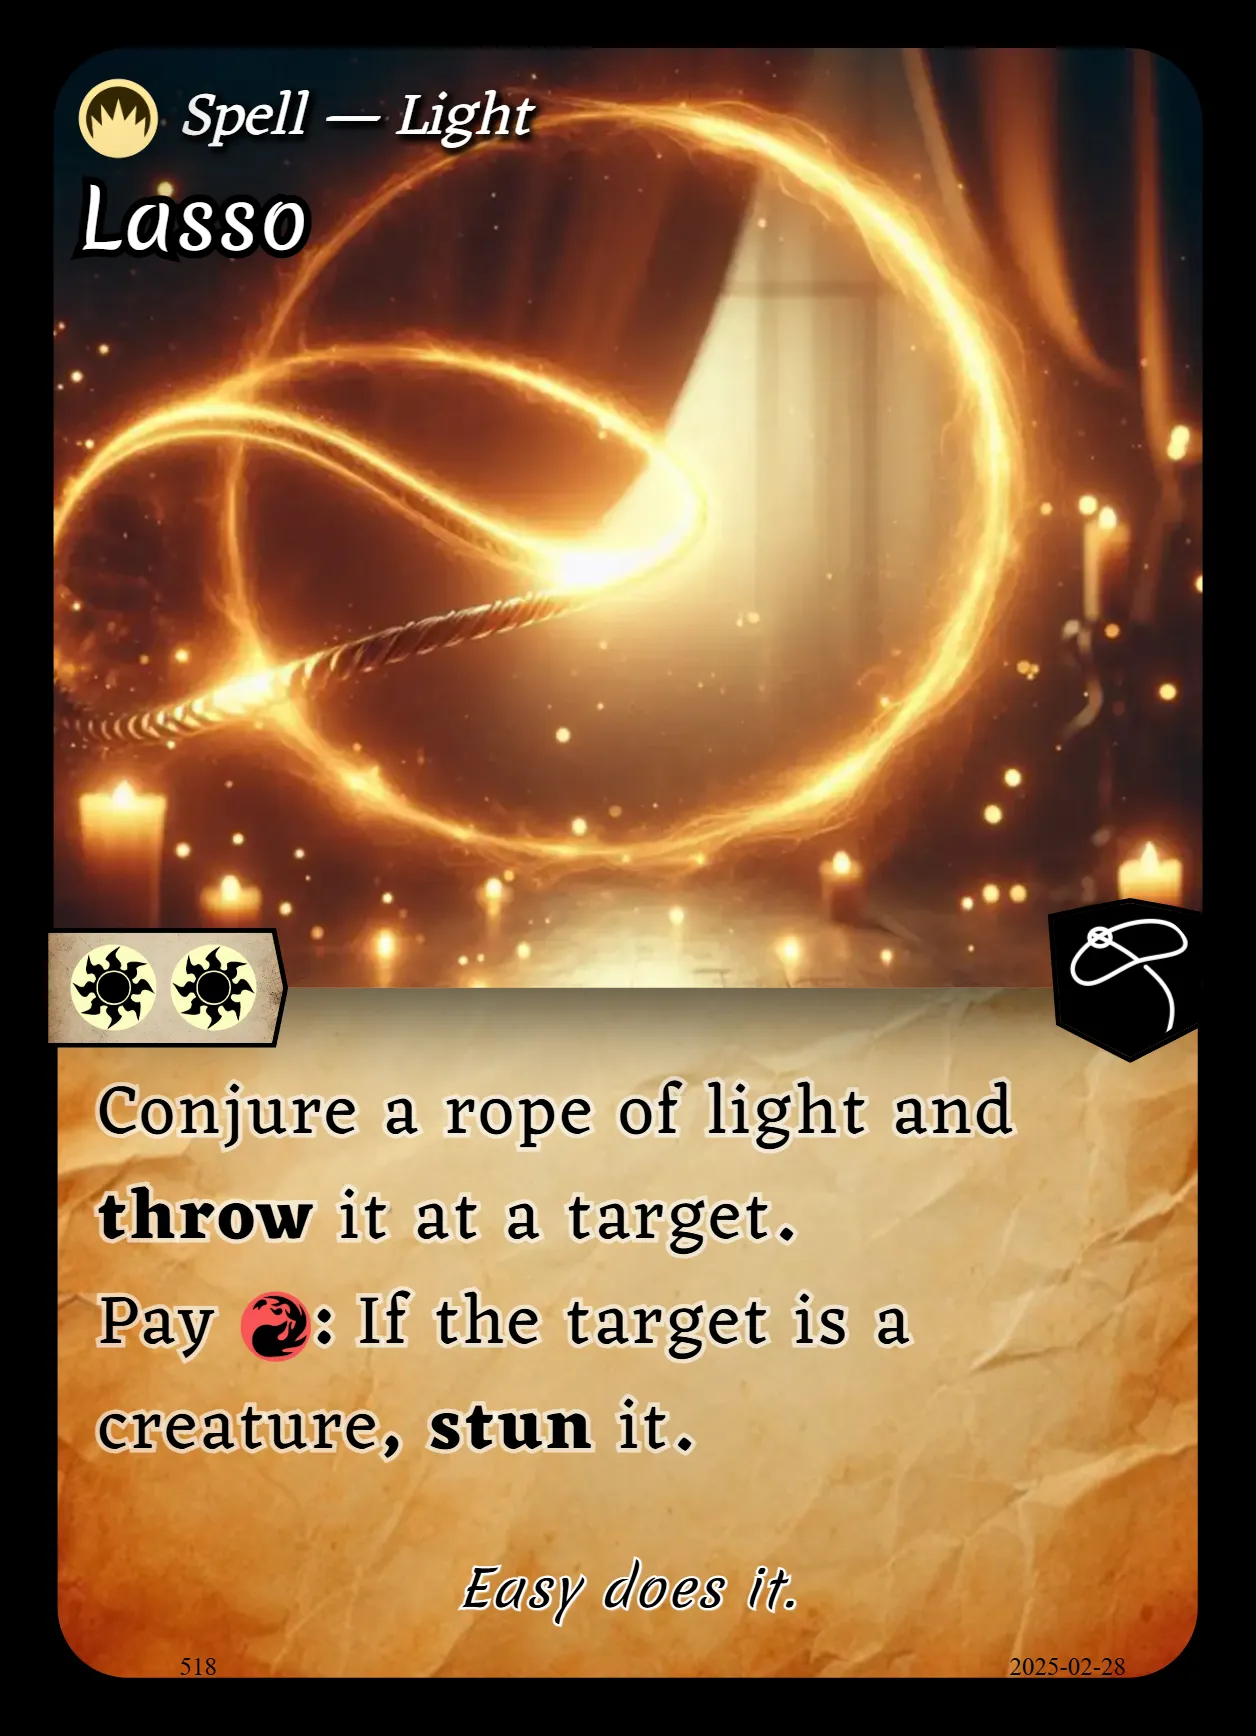 Spell — Light
Lasso
Conjure a rope of light and
throw it at a target.
Pay : If the target is a
creature, stun it.
Easy does it.
518
2025-02-28